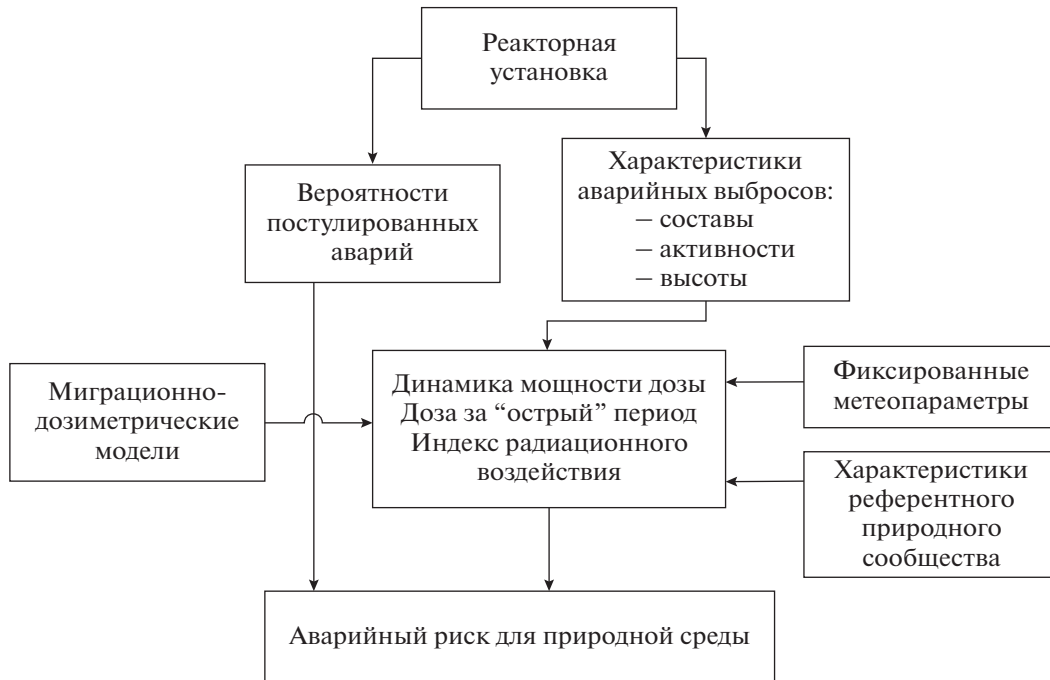 Реакторная
установка
Вероятности
постулированных
аварий
Характеристики
аварийных выбросов:
– составы
– активности
– высоты
Миграционно-
дозиметрические
модели
Динамика мощности дозы
Доза за “острый” период
Индекс радиационного
воздействия
Фиксированные
метеопараметры
Характеристики
референтного
природного
сообщества
Аварийный риск для природной среды